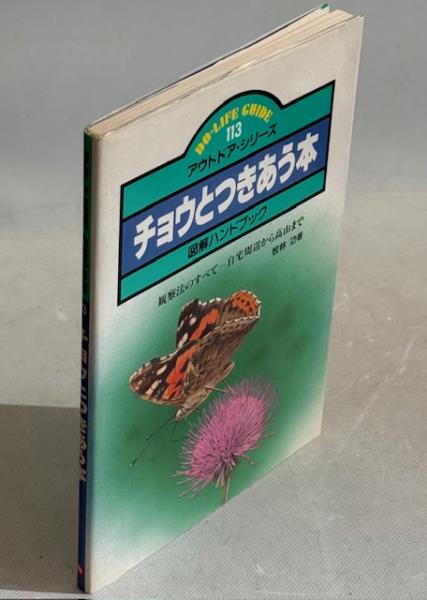 DO-LIFE GUIDE
113
アウトドア・シリーズ
チョウとつきあう本
図解ハンドブック
観察法のすべて—自宅周辺から高山まで
牧林 功著